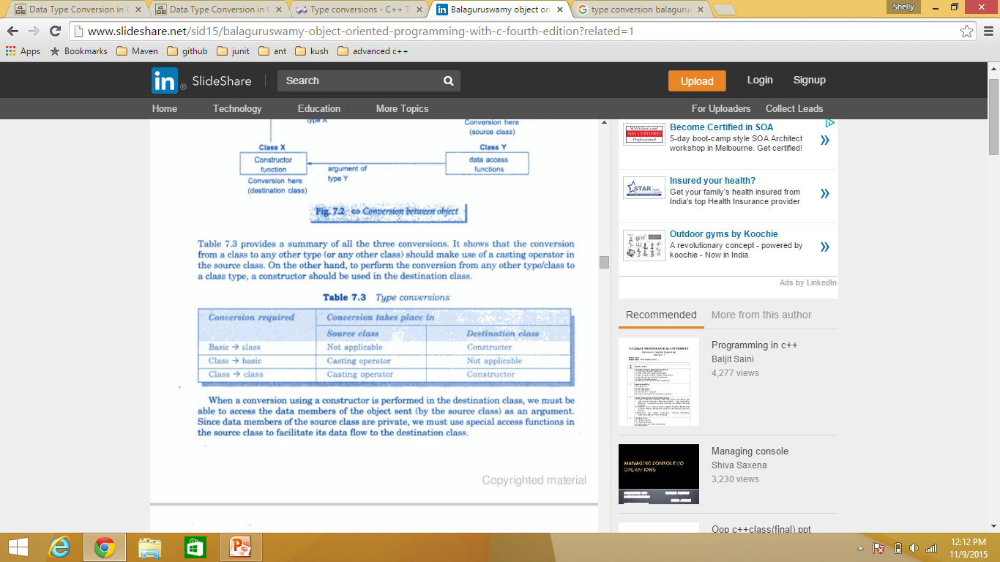 Data Type Conversion in C
Data Type Conversion in C
Type conversions - C++ T
Balaguruswamy object ori
type conversion balagurus
Shelly
www.slideshare.net/sid15/balaguruswamy-object-oriented-programming-with-c-fourth-edition?related=1
Apps Bookmarks Maven github junit ant kush advanced c++
in SlideShare Search Upload Login Signup
Home Technology Education More Topics For Uploaders Collect Leads
type X
Conversion here
(source class)
Class X Class Y
Constructor
function
argument of
type Y
data access
functions
Conversion here
(destination class)
Fig. 7.2 ⇔ Conversion between object
Table 7.3 provides a summary of all the three conversions. It shows that the conversion
from a class to any other type (or any other class) should make use of a casting operator in
the source class. On the other hand, to perform the conversion from any other type/class to
a class type, a constructor should be used in the destination class.
Table 7.3 Type conversions
Conversion required Conversion takes place in
Source class Destination class
Basic → class Not applicable Constructor
Class → basic Casting operator Not applicable
Class → class Casting operator Constructor
When a conversion using a constructor is performed in the destination class, we must be
able to access the data members of the object sent (by the source class) as an argument.
Since data members of the source class are private, we must use special access functions in
the source class to facilitate its data flow to the destination class.
Copyrighted material
SOA CERTIFIED
Professional
Become Certified in SOA
5-day boot-camp style SOA Architect
workshop in Melbourne. Get certified!
STAR
Insured your health?
Get your family's health insured from
India's top Health Insurance provider
Outdoor gyms by Koochie
A revolutionary concept - powered by
koochie - Now in India.
Ads by LinkedIn
Recommended More from this author
GUJARAT TECHNOLOGICAL UNIVERSITY
Programming in c++
Baljit Saini
4,277 views
MANAGING CONSOLE I/O
OPERATIONS
Managing console
Shiva Saxena
3,230 views
Oop c++class(final).ppt
12:12 PM
11/9/2015